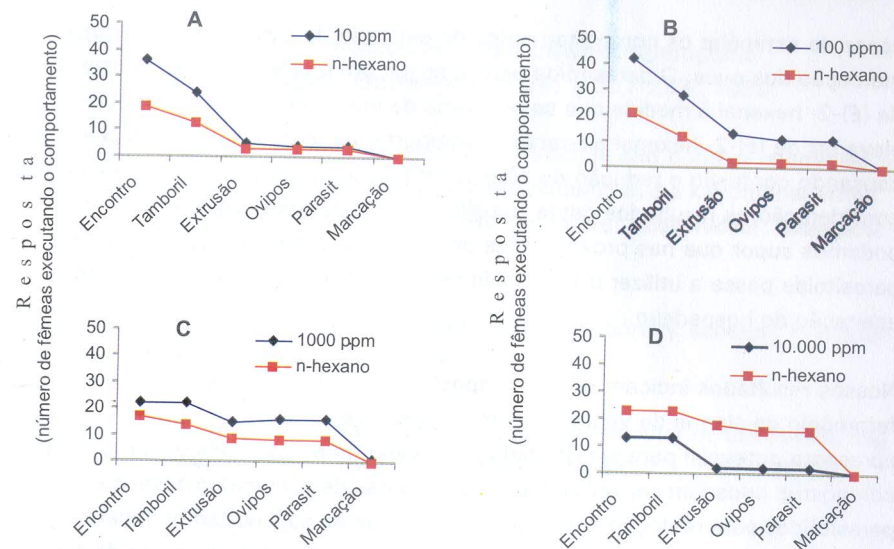 A
50
40
30
20
10
0
10 ppm
n-hexano
Encontro
Tamboril
Extrusão
Ovipos
Parasit
Marcação
B
50
40
30
20
10
0
100 ppm
n-hexano
Encontro
Tamboril
Extrusão
Ovipos
Parasit
Marcação
Resposta
(número de fêmeas executando o comportamento)
Resposta
(número de fêmeas executando o comportamento)
C
50
40
30
20
10
0
1000 ppm
n-hexano
Encontro
Tamboril
Extrusão
Ovipos
Parasit
Marcação
D
50
40
30
20
10
0
10.000 ppm
n-hexano
Encontro
Tamboril
Extrusão
Ovipos
Parasit
Marcação